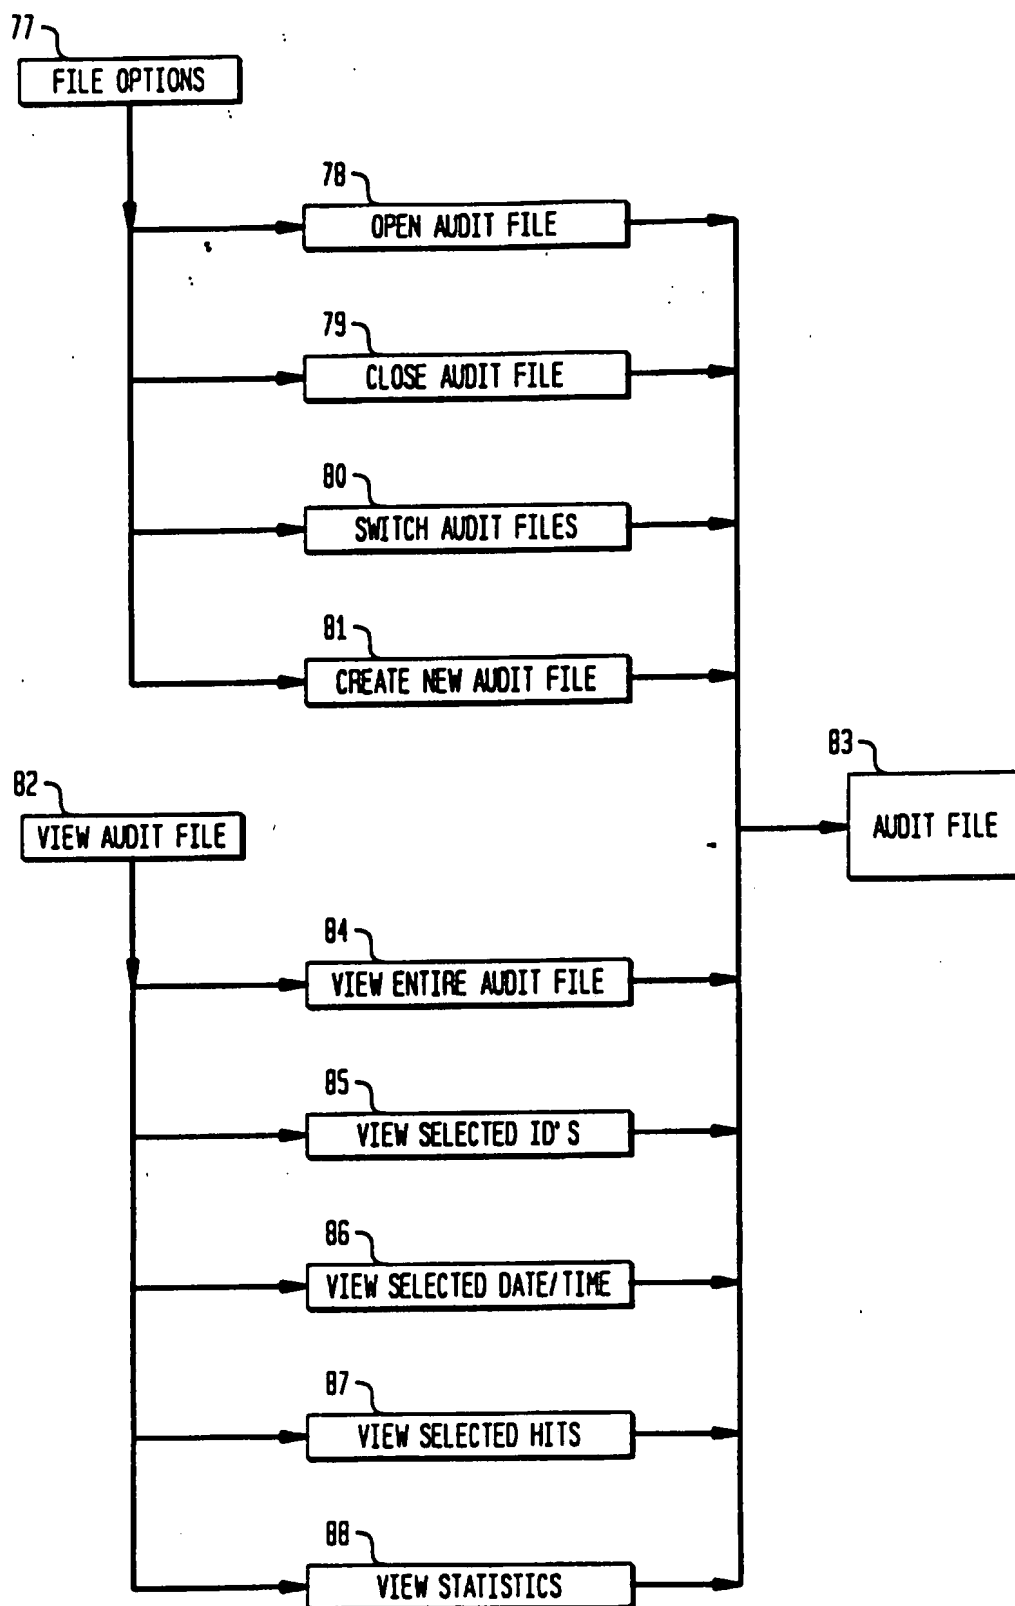 77
FILE OPTIONS
78
OPEN AUDIT FILE
79
CLOSE AUDIT FILE
80
SWITCH AUDIT FILES
81
CREATE NEW AUDIT FILE
83
AUDIT FILE
82
VIEW AUDIT FILE
84
VIEW ENTIRE AUDIT FILE
85
VIEW SELECTED ID'S
86
VIEW SELECTED DATE/TIME
87
VIEW SELECTED HITS
88
VIEW STATISTICS